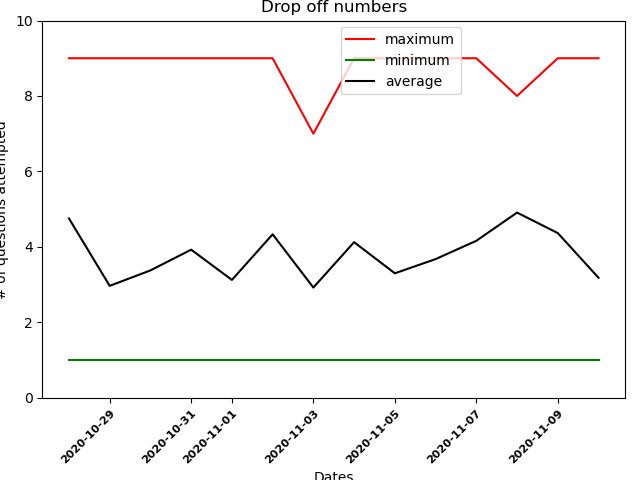 Drop off numbers
maximum
minimum
average
# of questions attempted
10
8
6
4
2
0
2020-10-29
2020-10-31
2020-11-01
2020-11-03
2020-11-05
2020-11-07
2020-11-09
Dates